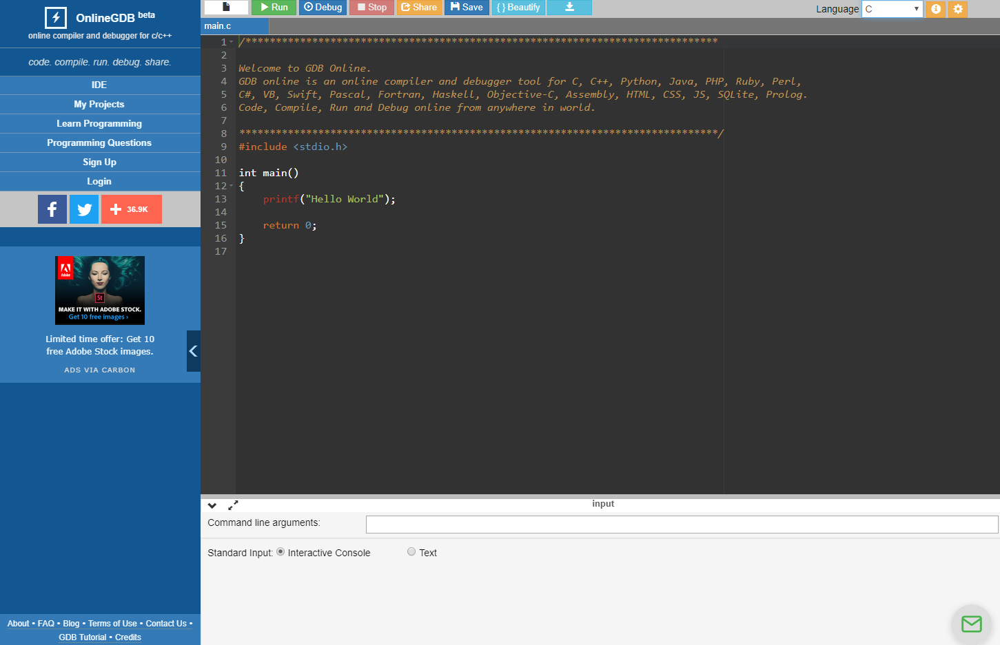 OnlineGDB beta
online compiler and debugger for c/c++
code. compile. run. debug. share.
IDE
My Projects
Learn Programming
Programming Questions
Sign Up
Login
36.9K
Adobe
St
MAKE IT WITH ADOBE STOCK.
Get 10 free images ›
Limited time offer: Get 10
free Adobe Stock images.
ADS VIA CARBON
About • FAQ • Blog • Terms of Use • Contact Us •
GDB Tutorial • Credits
Run Debug Stop Share Save { } Beautify
Language C
main.c
1 /******************************************************************************
2
3 Welcome to GDB Online.
4 GDB online is an online compiler and debugger tool for C, C++, Python, Java, PHP, Ruby, Perl,
5 C#, VB, Swift, Pascal, Fortran, Haskell, Objective-C, Assembly, HTML, CSS, JS, SQLite, Prolog.
6 Code, Compile, Run and Debug online from anywhere in world.
7
8 *******************************************************************************/
9 #include <stdio.h>
10
11 int main()
12 {
13     printf("Hello World");
14
15     return 0;
16 }
17
input
Command line arguments:
Standard Input: Interactive Console Text